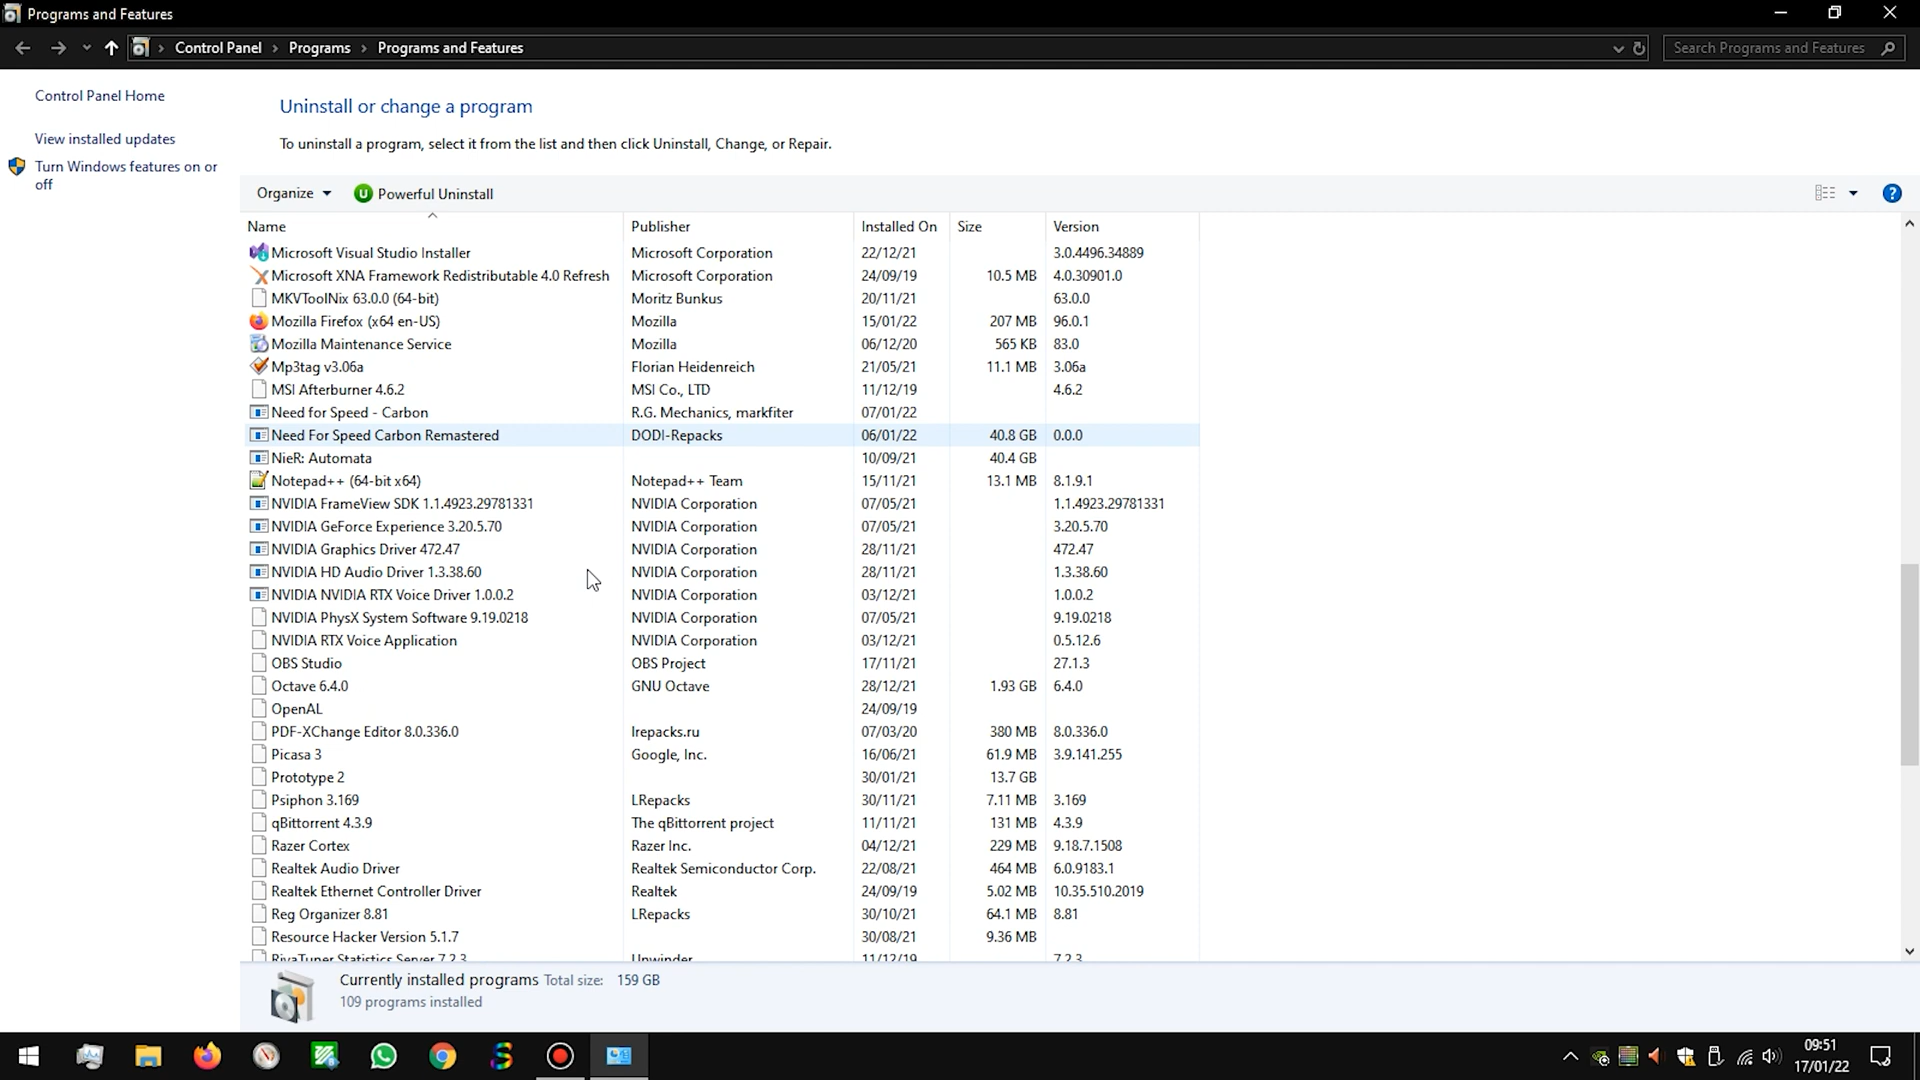 Programs and Features
Control Panel > Programs > Programs and Features
Search Programs and Features
Control Panel Home
View installed updates
Turn Windows features on or
off
Uninstall or change a program
To uninstall a program, select it from the list and then click Uninstall, Change, or Repair.
Organize Powerful Uninstall
Name Publisher Installed On Size Version
Microsoft Visual Studio Installer Microsoft Corporation 22/12/21 3.0.4496.34889
Microsoft XNA Framework Redistributable 4.0 Refresh Microsoft Corporation 24/09/19 10.5 MB 4.0.30901.0
MKVToolNix 63.0.0 (64-bit) Moritz Bunkus 20/11/21 63.0.0
Mozilla Firefox (x64 en-US) Mozilla 15/01/22 207 MB 96.0.1
Mozilla Maintenance Service Mozilla 06/12/20 565 KB 83.0
Mp3tag v3.06a Florian Heidenreich 21/05/21 11.1 MB 3.06a
MSI Afterburner 4.6.2 MSI Co., LTD 11/12/19 4.6.2
Need for Speed - Carbon R.G. Mechanics, markfiter 07/01/22
Need For Speed Carbon Remastered DODI-Repacks 06/01/22 40.8 GB 0.0.0
NieR: Automata 10/09/21 40.4 GB
Notepad++ (64-bit x64) Notepad++ Team 15/11/21 13.1 MB 8.1.9.1
NVIDIA FrameView SDK 1.1.4923.29781331 NVIDIA Corporation 07/05/21 1.1.4923.29781331
NVIDIA GeForce Experience 3.20.5.70 NVIDIA Corporation 07/05/21 3.20.5.70
NVIDIA Graphics Driver 472.47 NVIDIA Corporation 28/11/21 472.47
NVIDIA HD Audio Driver 1.3.38.60 NVIDIA Corporation 28/11/21 1.3.38.60
NVIDIA NVIDIA RTX Voice Driver 1.0.0.2 NVIDIA Corporation 03/12/21 1.0.0.2
NVIDIA PhysX System Software 9.19.0218 NVIDIA Corporation 07/05/21 9.19.0218
NVIDIA RTX Voice Application NVIDIA Corporation 03/12/21 0.5.12.6
OBS Studio OBS Project 17/11/21 27.1.3
Octave 6.4.0 GNU Octave 28/12/21 1.93 GB 6.4.0
OpenAL 24/09/19
PDF-XChange Editor 8.0.336.0 lrepacks.ru 07/03/20 380 MB 8.0.336.0
Picasa 3 Google, Inc. 16/06/21 61.9 MB 3.9.141.255
Prototype 2 30/01/21 13.7 GB
Psiphon 3.169 LRepacks 30/11/21 7.11 MB 3.169
qBittorrent 4.3.9 The qBittorrent project 11/11/21 131 MB 4.3.9
Razer Cortex Razer Inc. 04/12/21 229 MB 9.18.7.1508
Realtek Audio Driver Realtek Semiconductor Corp. 22/08/21 464 MB 6.0.9183.1
Realtek Ethernet Controller Driver Realtek 24/09/19 5.02 MB 10.35.510.2019
Reg Organizer 8.81 LRepacks 30/10/21 64.1 MB 8.81
Resource Hacker Version 5.1.7 30/08/21 9.36 MB
RivaTuner Statistics Server 7.2.3 Unwinder 11/12/19 7.2.3
Currently installed programs Total size: 159 GB
109 programs installed
09:51
17/01/22